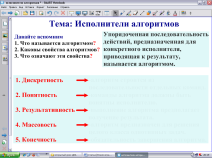 Тема: Исполнители алгоритмов
Давайте вспомним
1. Что называется алгоритмом?
2. Каковы свойства алгоритмов?
3. Что означают эти свойства?
Упорядоченная последовательность
действий, предназначенная для
конкретного исполнителя,
приводящая к результату,
называется алгоритмом.
1. Дискретность
2. Понятность
3. Результативность
4. Массовость
5. Конечность